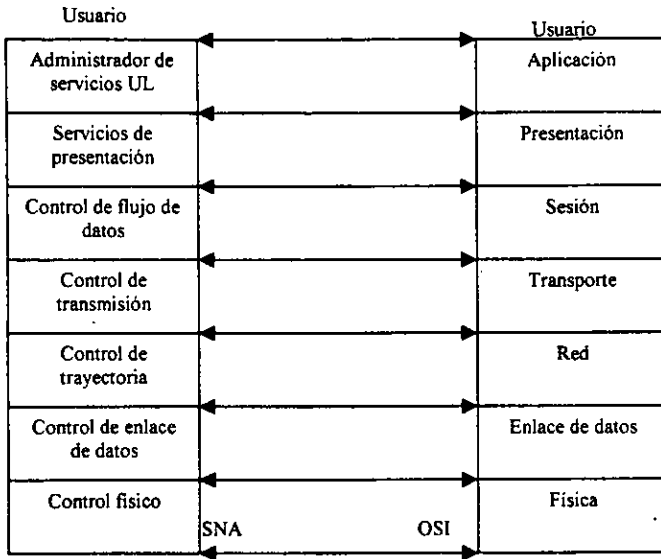 Usuario
Usuario
Administrador de
servicios UL
Aplicación
Servicios de
presentación
Presentación
Control de flujo de
datos
Sesión
Control de
transmisión
Transporte
Control de
trayectoria
Red
Control de enlace
de datos
Enlace de datos
Control físico
Física
SNA
OSI